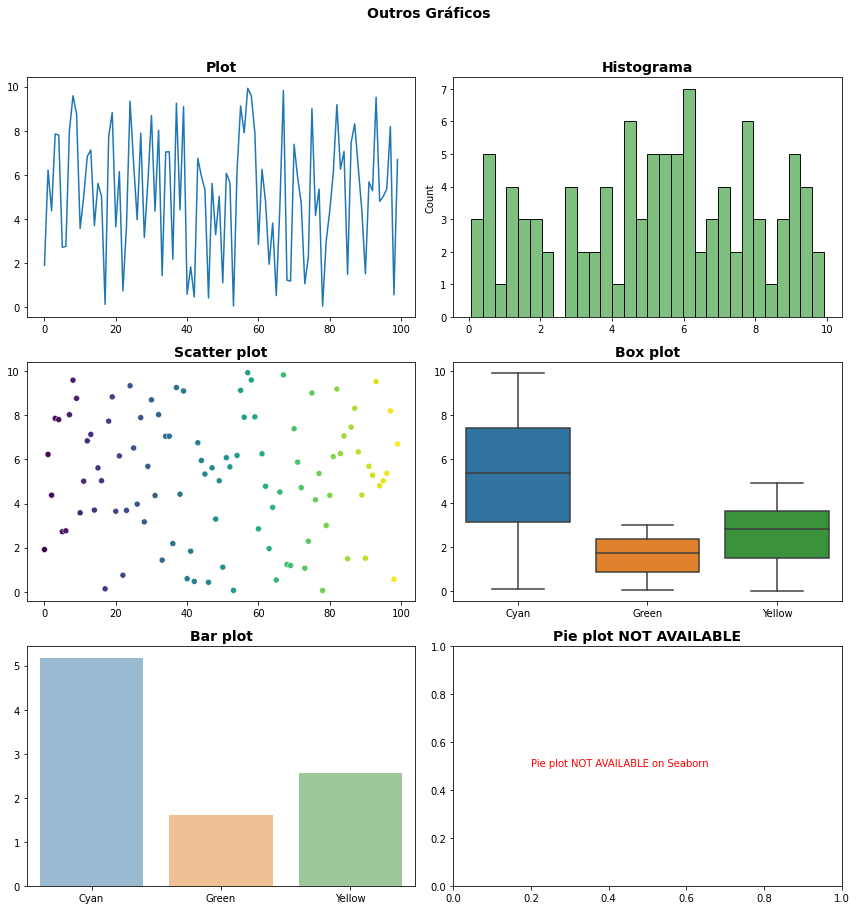 Outros Gráficos
Plot
10
8
6
4
2
0
0 20 40 60 80 100
Histograma
Count
7
6
5
4
3
2
1
0
0 2 4 6 8 10
Scatter plot
10
8
6
4
2
0
0 20 40 60 80 100
Box plot
10
8
6
4
2
0
Cyan Green Yellow
Bar plot
5
4
3
2
1
0
Cyan Green Yellow
Pie plot NOT AVAILABLE
1.0
0.8
0.6
Pie plot NOT AVAILABLE on Seaborn
0.4
0.2
0.0
0.0 0.2 0.4 0.6 0.8 1.0